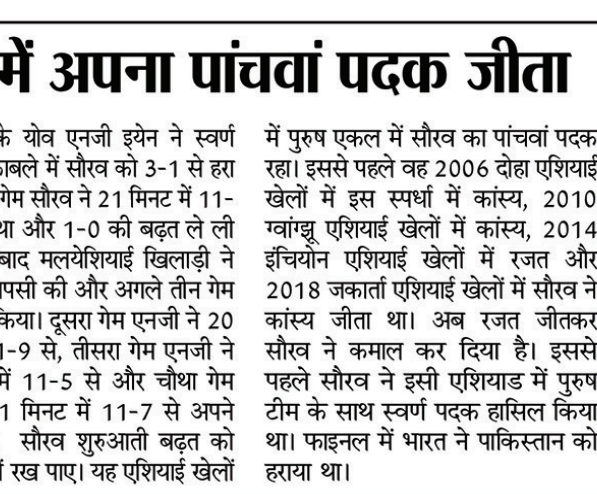 में अपना पांचवां पदक जीता
के योव एनजी इयेन ने स्वर्ण
में सौरव को 3-1 से हरा
गेम सौरव ने 21 मिनट में 11-
और 1-0 की बढ़त ले ली
बाद मलयेशियाई खिलाड़ी ने
की और अगले तीन गेम
किया। दूसरा गेम एनजी ने 20
1-9 से, तीसरा गेम एनजी ने
में 11-5 से और चौथा गेम
1 मिनट में 11-7 से अपने
सौरव शुरुआती बढ़त को
रख पाए। यह एशियाई खेलों
में पुरुष एकल में सौरव का पांचवां पदक
रहा। इससे पहले वह 2006 दोहा एशियाई
खेलों में इस स्पर्धा में कांस्य, 2010
ग्वांग्झू एशियाई खेलों में कांस्य, 2014
इंचियोन एशियाई खेलों में रजत और
2018 जकार्ता एशियाई खेलों में सौरव ने
कांस्य जीता था। अब रजत जीतकर
सौरव ने कमाल कर दिया है। इससे
पहले सौरव ने इसी एशियाड में पुरुष
टीम के साथ स्वर्ण पदक हासिल किया
था। फाइनल में भारत ने पाकिस्तान को
हराया था।